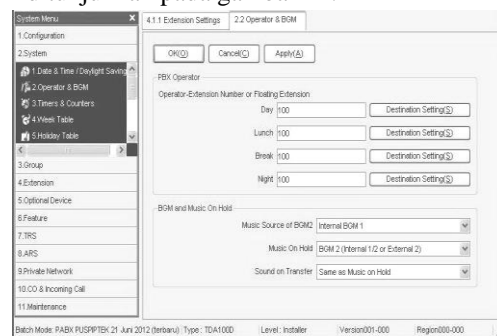 System Menu X
4.1.1 Extension Settings
2.2 Operator & BGM
1.Configuration
2.System
1.Date & Time / Daylight Saving
2.Operator & BGM
3.Timers & Counters
4.Week Table
5.Holiday Table
3.Group
4.Extension
5.Optional Device
6.Feature
7.TRS
8.ARS
9.Private Network
10.CO & Incoming Call
11.Maintenance
OK(O) Cancel(C) Apply(A)
PBX Operator
Operator-Extension Number or Floating Extension
Day 100 Destination Setting(S)
Lunch 100 Destination Setting(S)
Break 100 Destination Setting(S)
Night 100 Destination Setting(S)
BGM and Music On Hold
Music Source of BGM2 Internal BGM 1
Music On Hold BGM 2 (Internal 1/2 or External 2)
Sound on Transfer Same as Music on Hold
Batch Mode: PABX PUSPIPTEK 21 Juni 2012 (terbaru) Type : TDA100D Level : Installer Version001-000 Region000-000